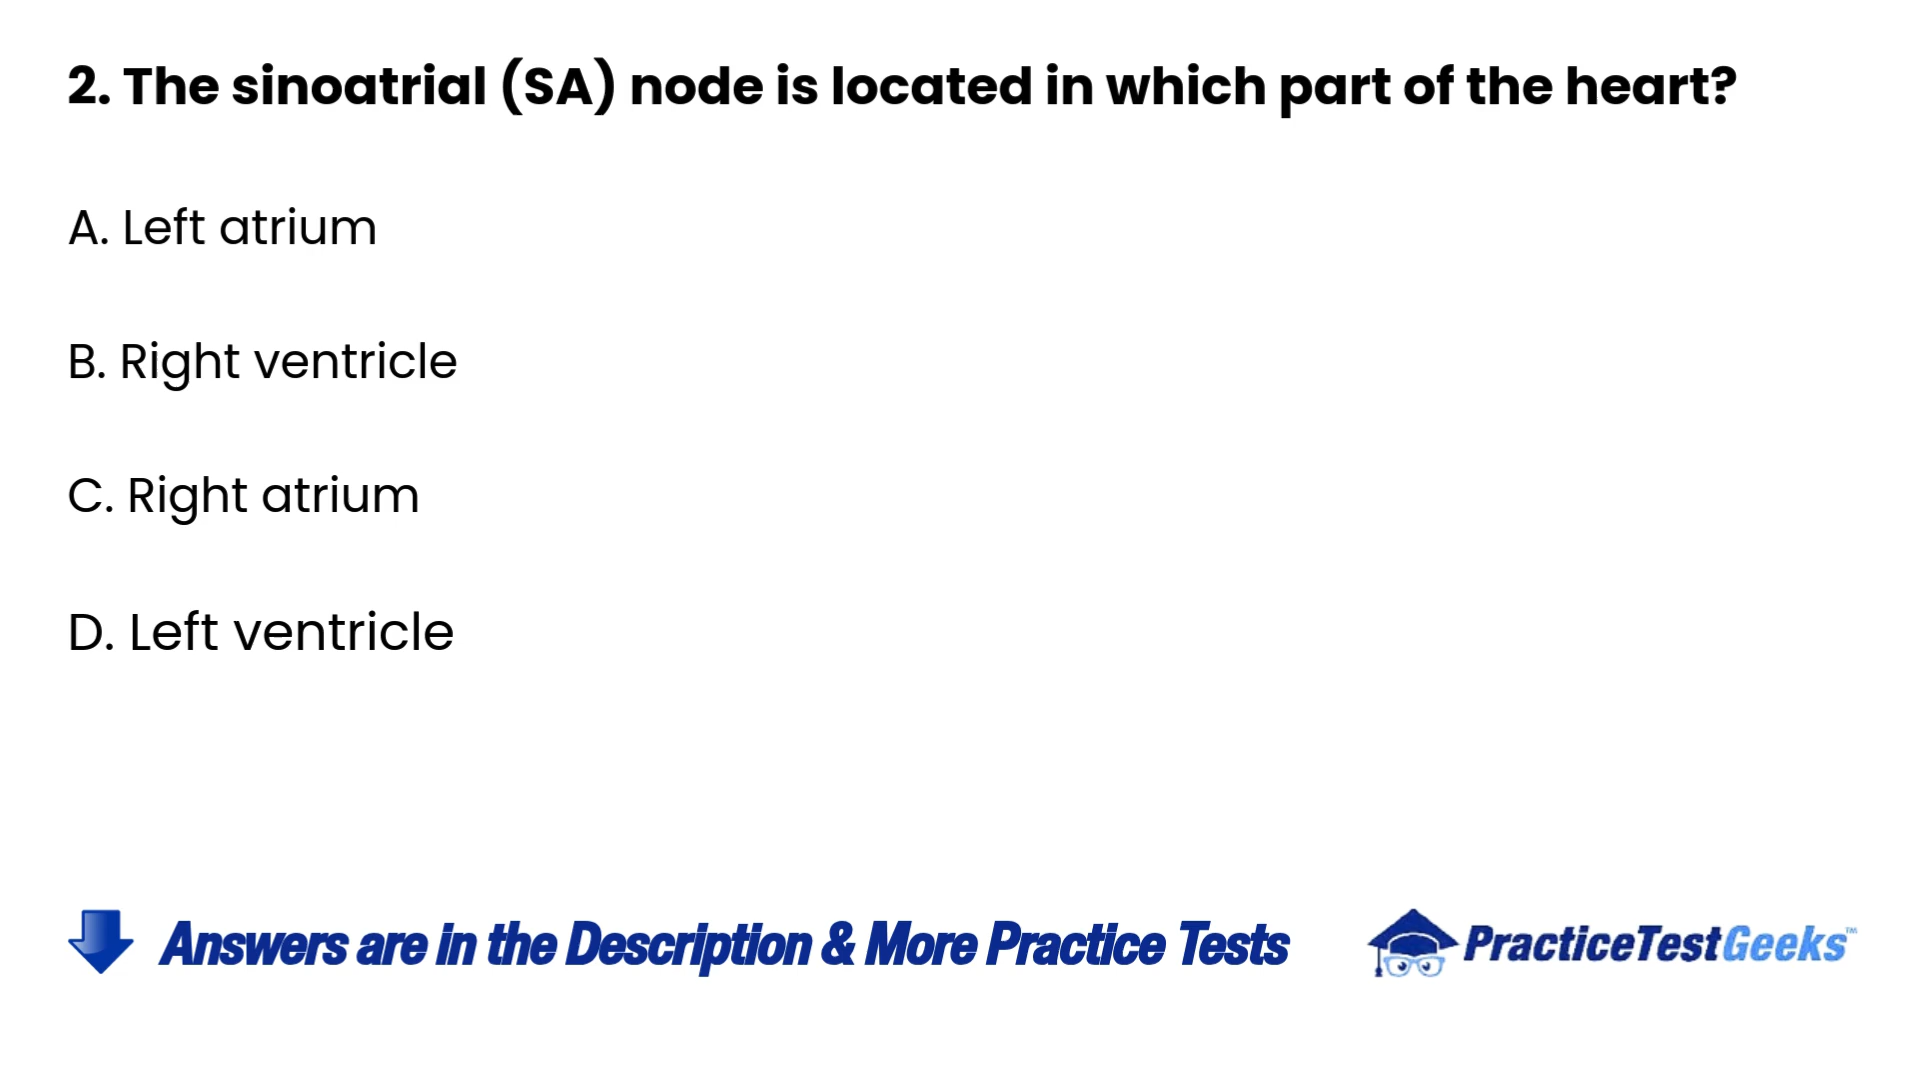 2. The sinoatrial (SA) node is located in which part of the heart?
A. Left atrium
B. Right ventricle
C. Right atrium
D. Left ventricle
Answers are in the Description & More Practice Tests
PracticeTestGeeks™